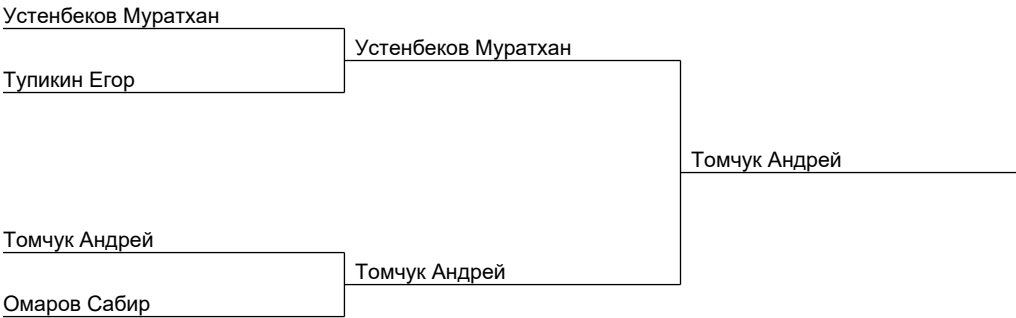 Устенбеков Муратхан
Устенбеков Муратхан
Тупикин Егор
Томчук Андрей
Томчук Андрей
Томчук Андрей
Омаров Сабир